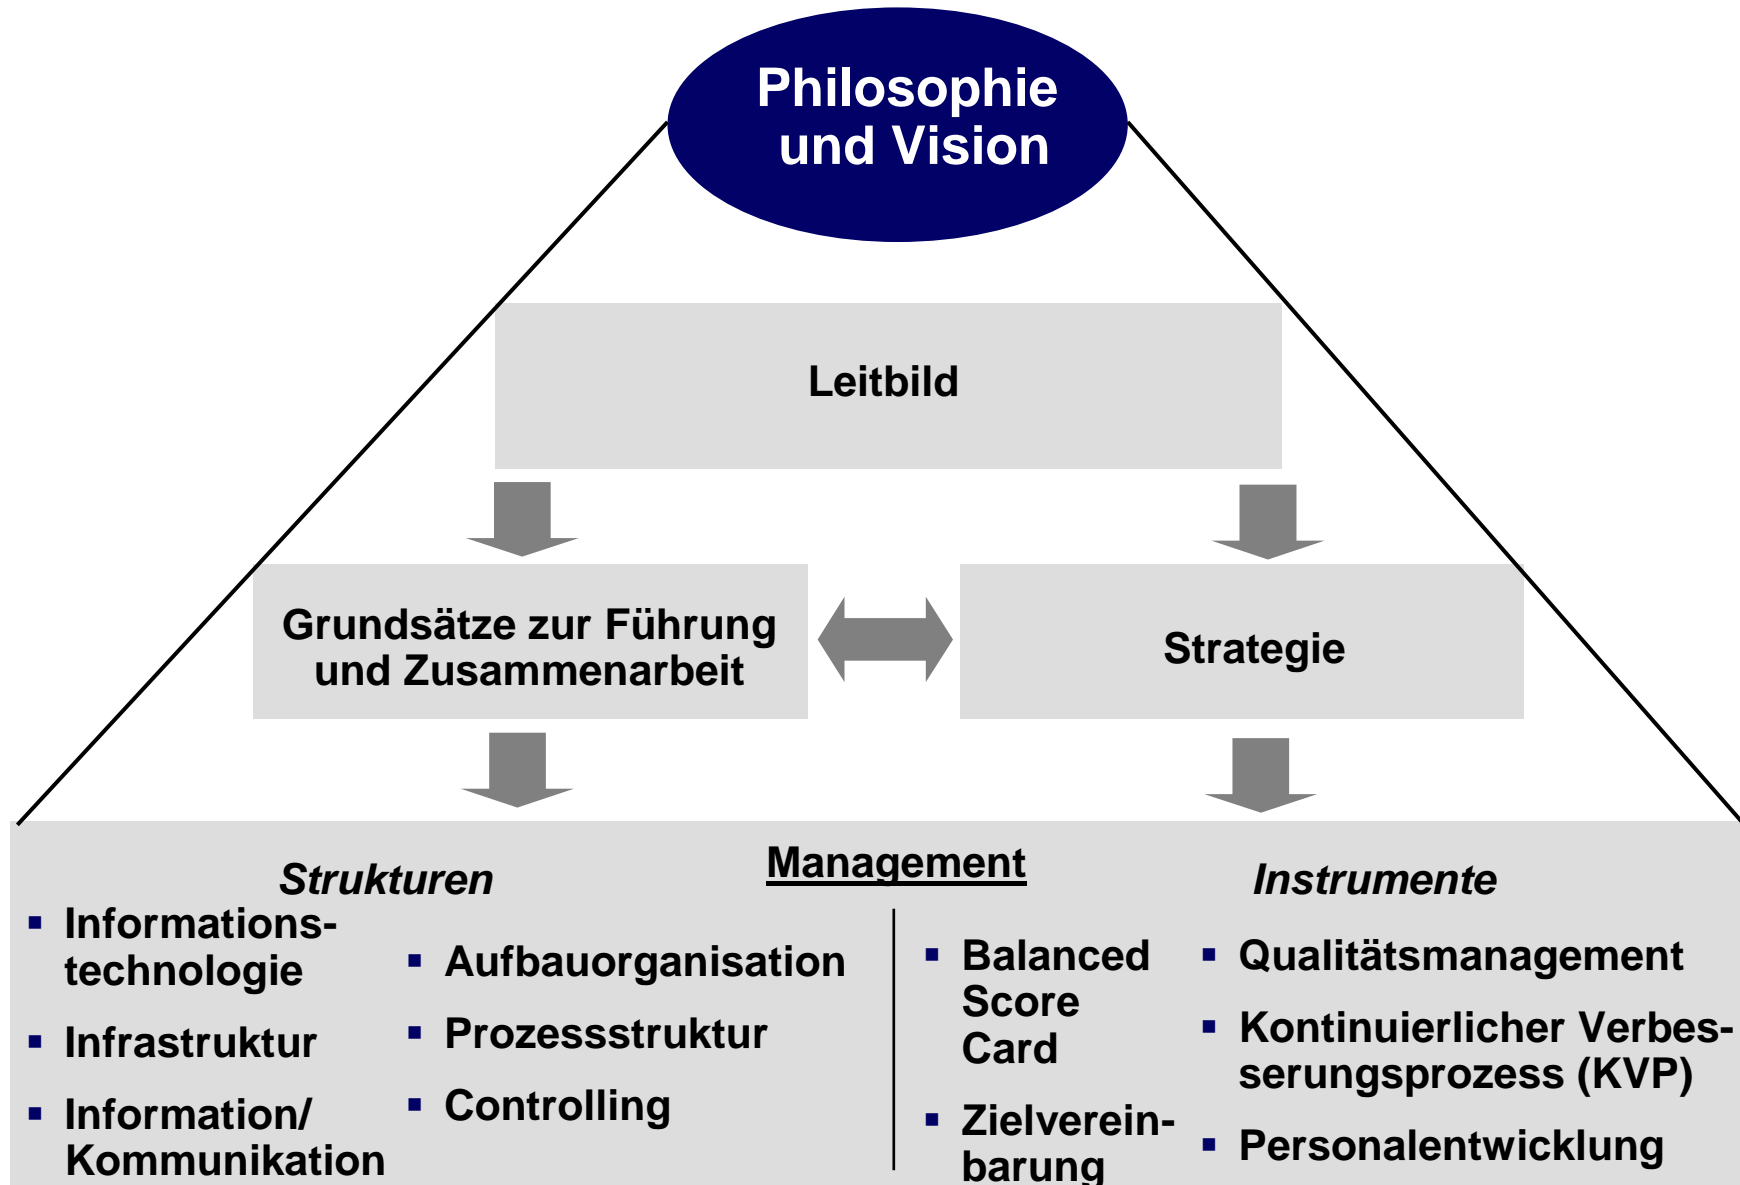 Philosophie
und Vision
Leitbild
Grundsätze zur Führung
und Zusammenarbeit
Strategie
Management
Strukturen
▪ Informations-
technologie
▪ Infrastruktur
▪ Information/
Kommunikation
▪ Aufbauorganisation
▪ Prozessstruktur
▪ Controlling
Instrumente
▪ Balanced
Score
Card
▪ Zielverein-
barung
▪ Qualitätsmanagement
▪ Kontinuierlicher Verbes-
serungsprozess (KVP)
▪ Personalentwicklung